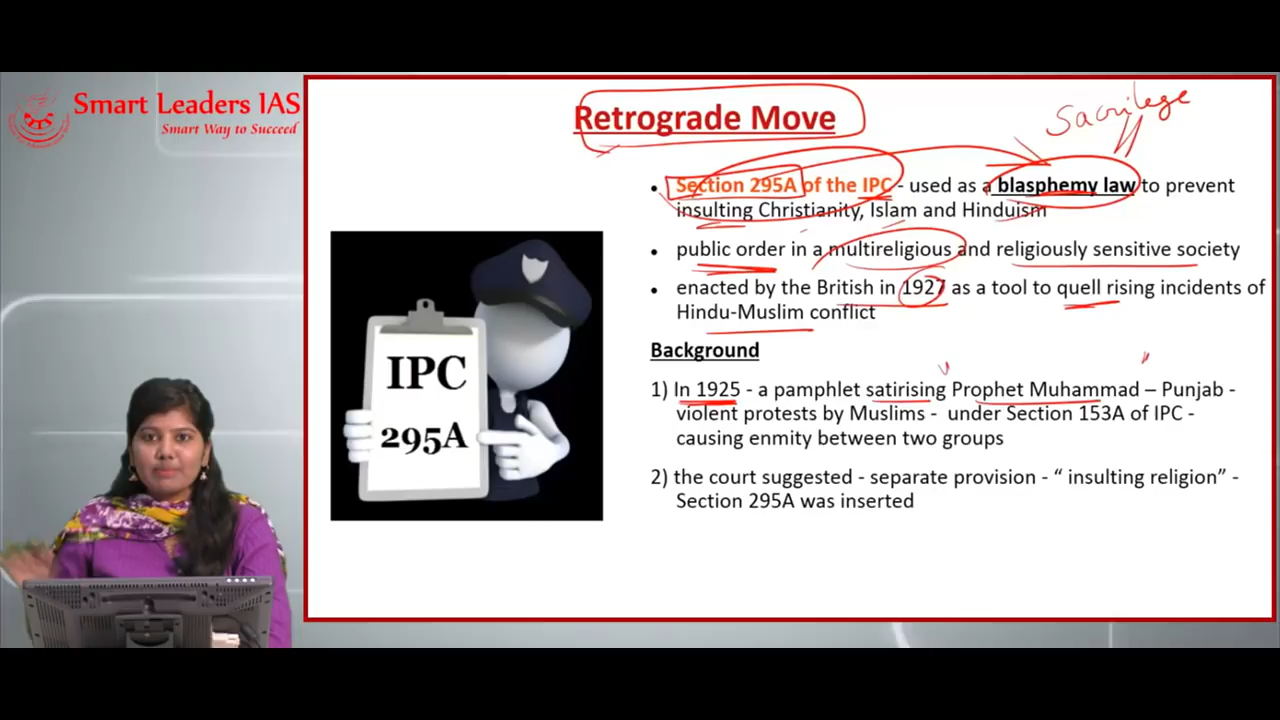 Smart Leaders IAS
Smart Way to Succeed
Retrograde Move
Sacrilege
• Section 295A of the IPC - used as a blasphemy law to prevent
insulting Christianity, Islam and Hinduism
• public order in a multireligious and religiously sensitive society
• enacted by the British in 1927 as a tool to quell rising incidents of
Hindu-Muslim conflict
Background
1) In 1925 - a pamphlet satirising Prophet Muhammad – Punjab -
violent protests by Muslims - under Section 153A of IPC -
causing enmity between two groups
2) the court suggested - separate provision - “ insulting religion” -
Section 295A was inserted
IPC
295A